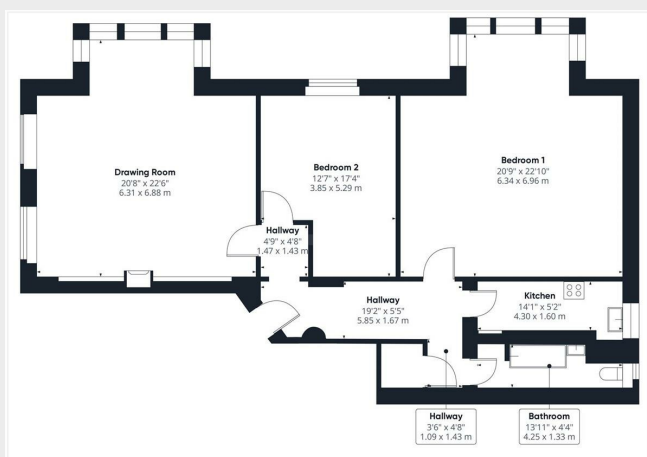 Drawing Room
20'8" x 22'6"
6.31 x 6.88 m
Bedroom 2
12'7" x 17'4"
3.85 x 5.29 m
Bedroom 1
20'9" x 22'10"
6.34 x 6.96 m
Hallway
4'9" x 4'8"
1.47 x 1.43 m
Hallway
19'2" x 5'5"
5.85 x 1.67 m
Kitchen
14'1" x 5'2"
4.30 x 1.60 m
Hallway
3'6" x 4'8"
1.09 x 1.43 m
Bathroom
13'11" x 4'4"
4.25 x 1.33 m